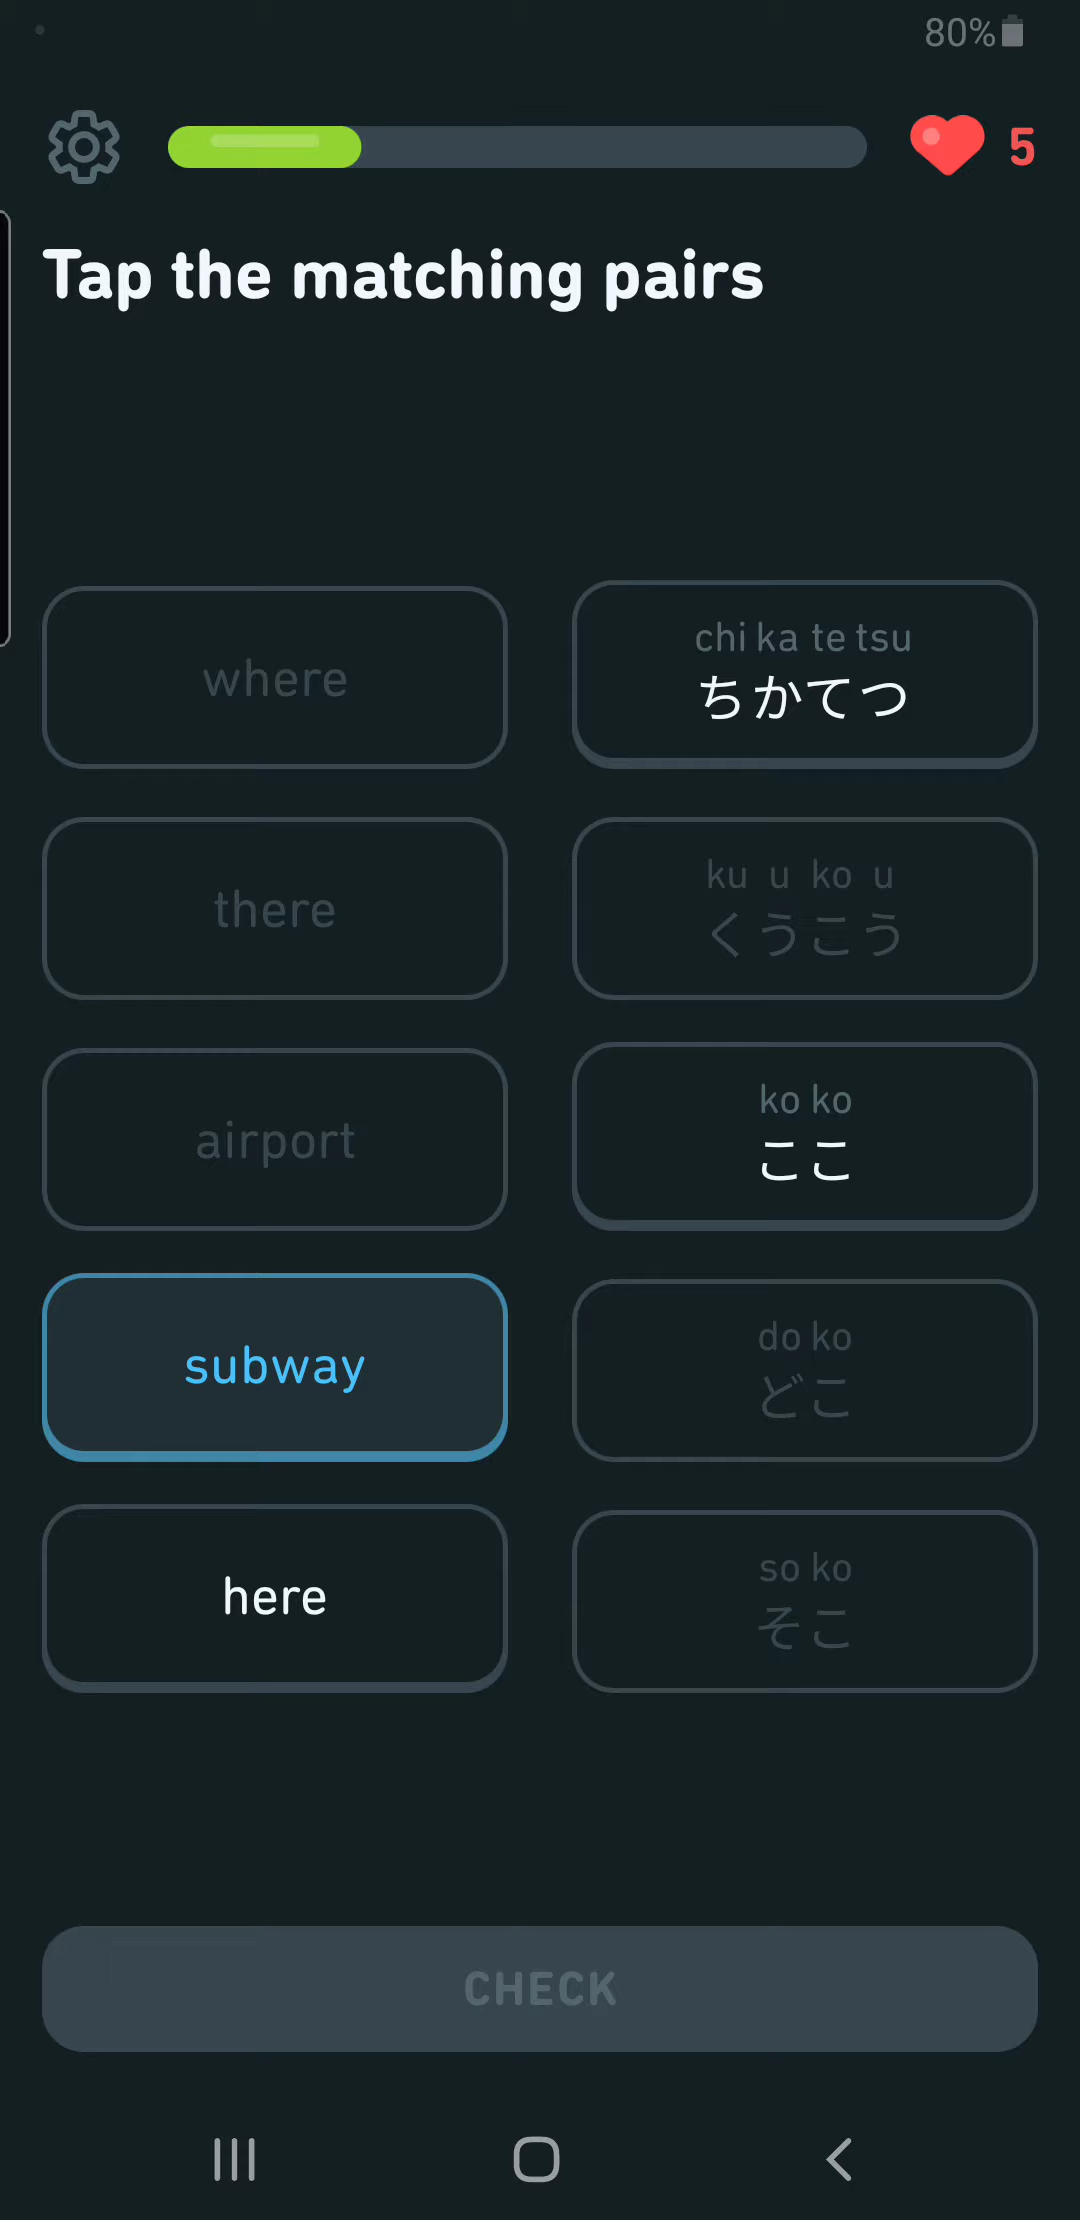 80%
5
Tap the matching pairs
where
chi ka te tsu
ちかてつ
there
ku u ko u
くうこう
airport
ko ko
ここ
subway
do ko
どこ
here
so ko
そこ
CHECK